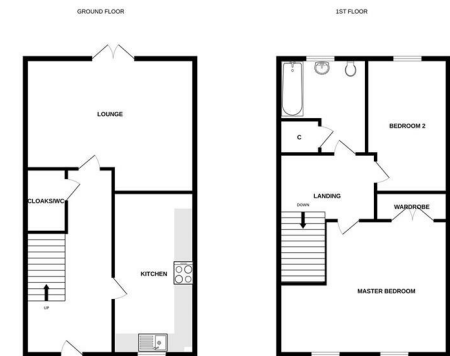 GROUND FLOOR
LOUNGE
CLOAKS/WC
KITCHEN
UP
1ST FLOOR
BEDROOM 2
C
LANDING
DOWN
WARDROBE
MASTER BEDROOM